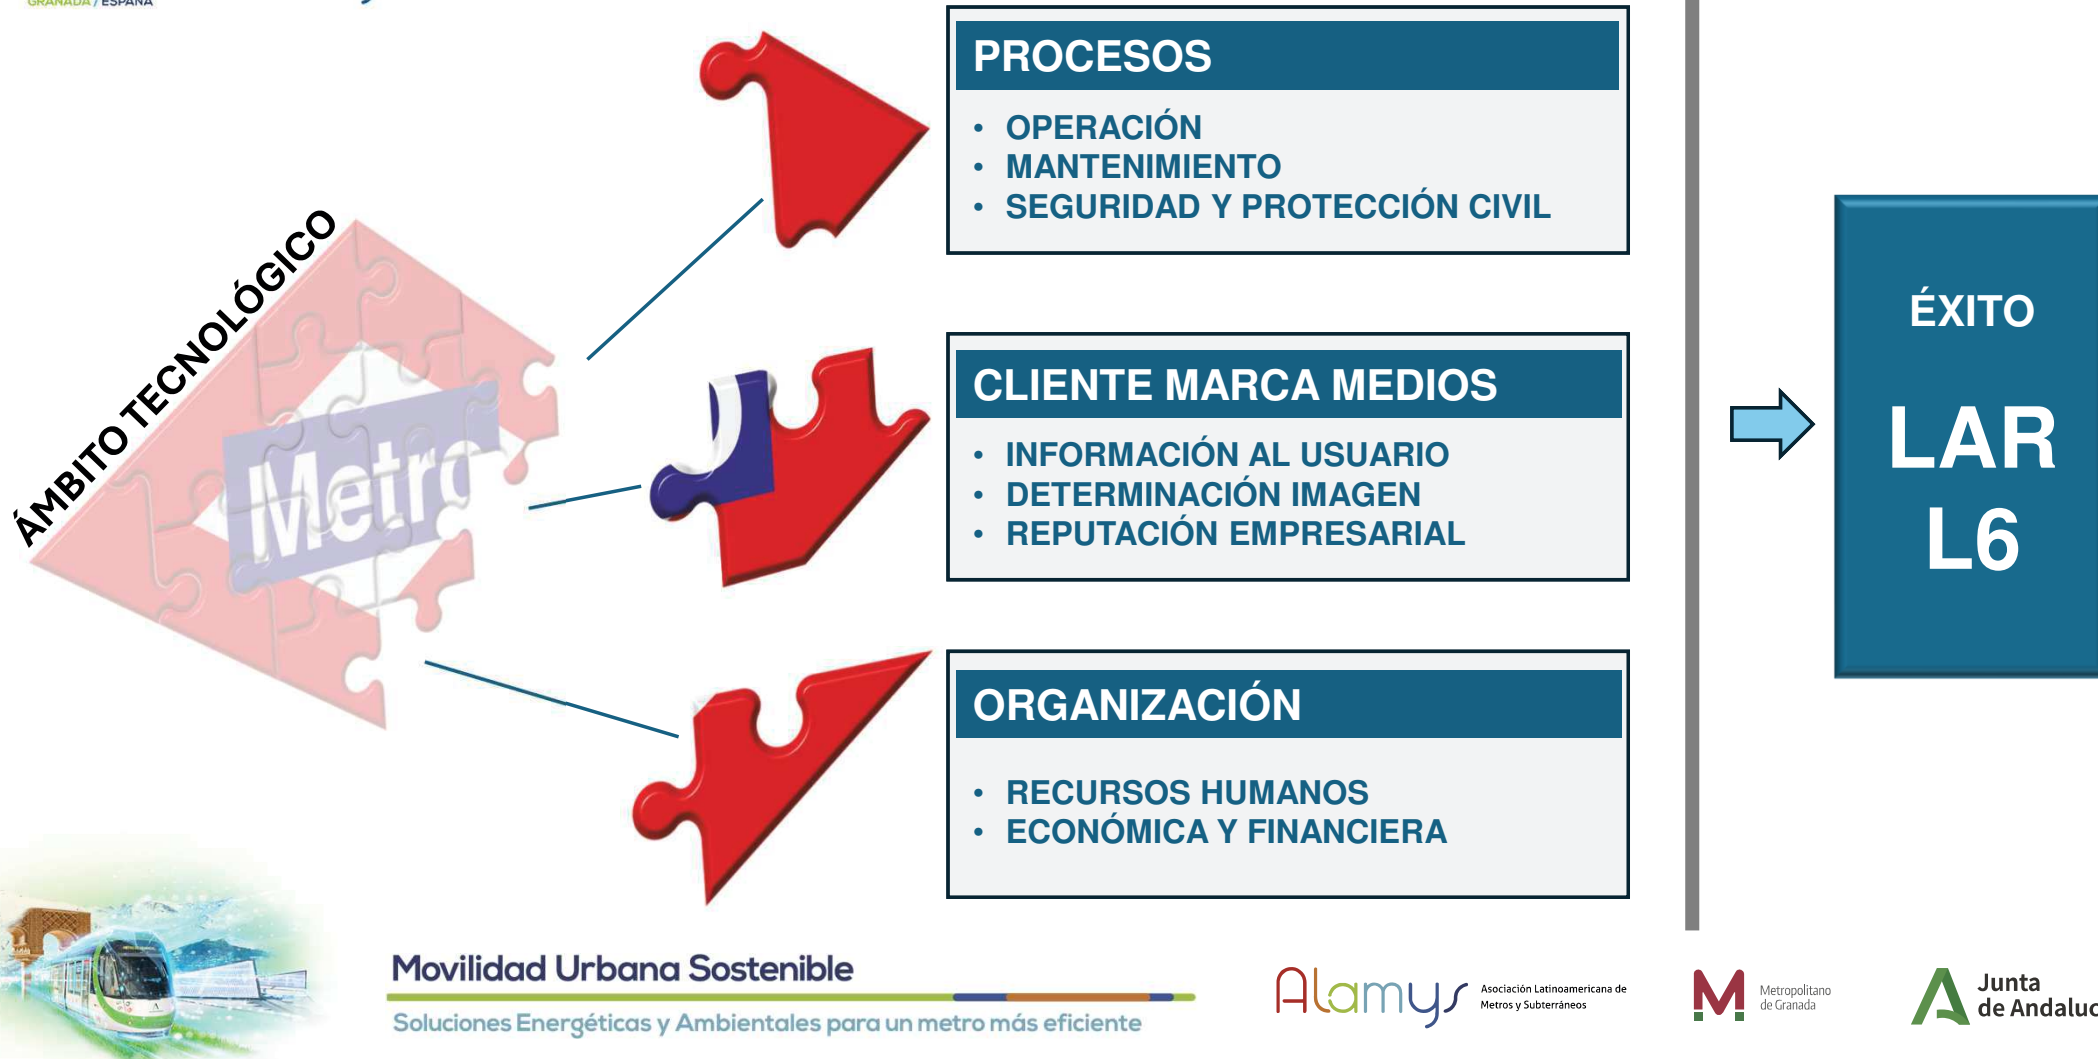 GRANADA / ESPAÑA
PROCESOS
• OPERACIÓN
• MANTENIMIENTO
• SEGURIDAD Y PROTECCIÓN CIVIL
ÁMBITO TECNOLÓGICO
Metro
CLIENTE MARCA MEDIOS
• INFORMACIÓN AL USUARIO
• DETERMINACIÓN IMAGEN
• REPUTACIÓN EMPRESARIAL
ORGANIZACIÓN
• RECURSOS HUMANOS
• ECONÓMICA Y FINANCIERA
ÉXITO
LAR
L6
Movilidad Urbana Sostenible
Soluciones Energéticas y Ambientales para un metro más eficiente
Alamys
Asociación Latinoamericana de
Metros y Subterráneos
M
Metropolitano
de Granada
Junta
de Andaluc